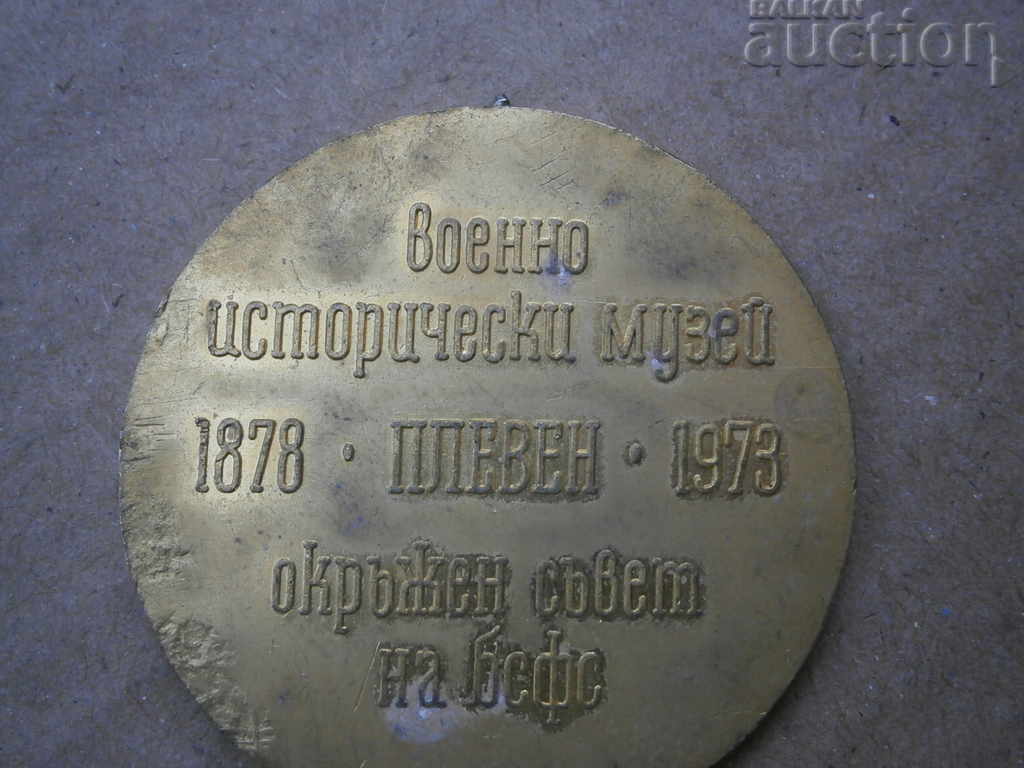 BALKAN
auction
военно
исторически музей
1878 · ПЛЕВЕН · 1973
окръжен съвет
на бсфс